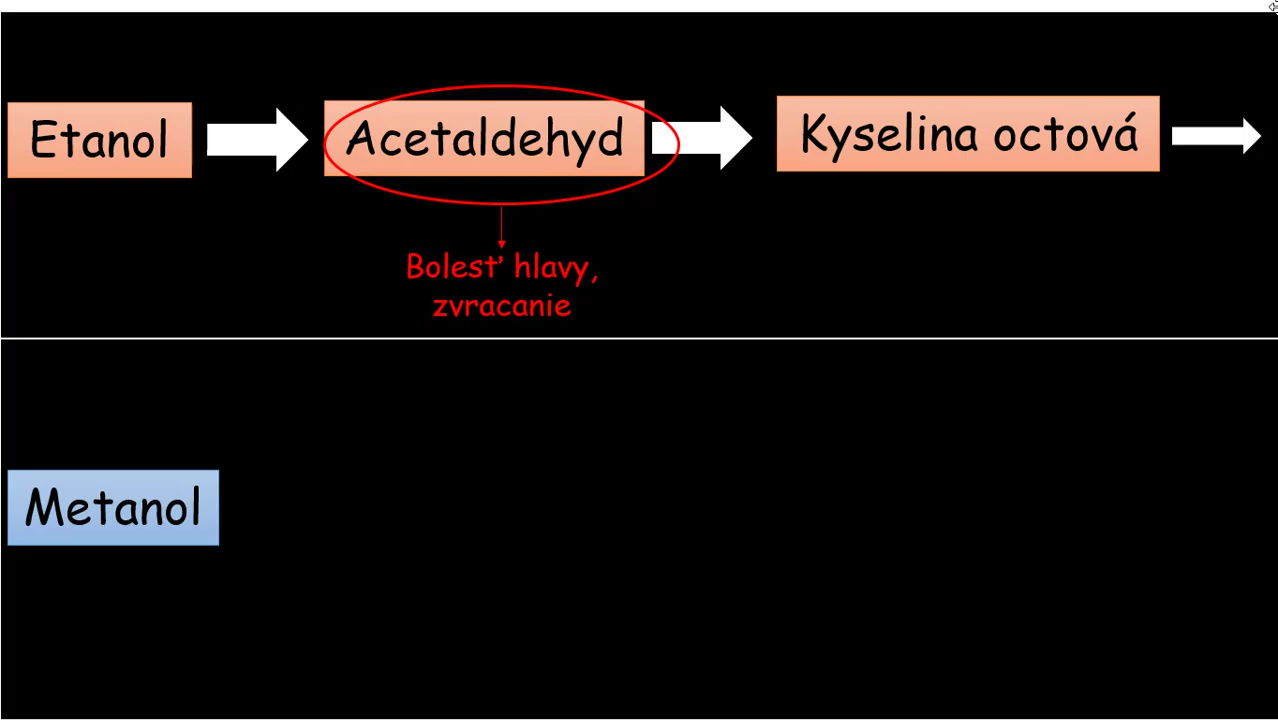 Etanol
Acetaldehyd
Kyselina octová
Bolesť hlavy,
zvracanie
Metanol